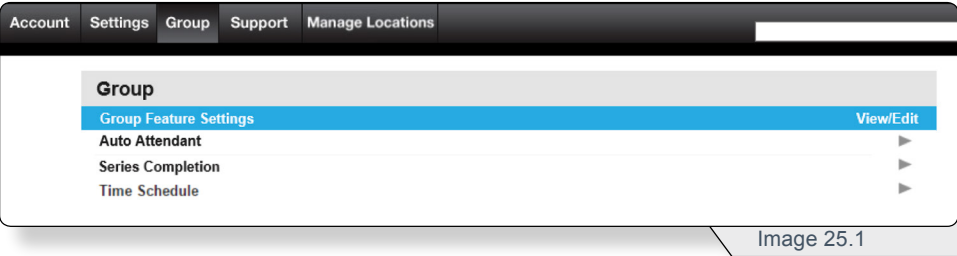 Account Settings Group Support Manage Locations
Group
Group Feature Settings View/Edit
Auto Attendant
Series Completion
Time Schedule
Image 25.1